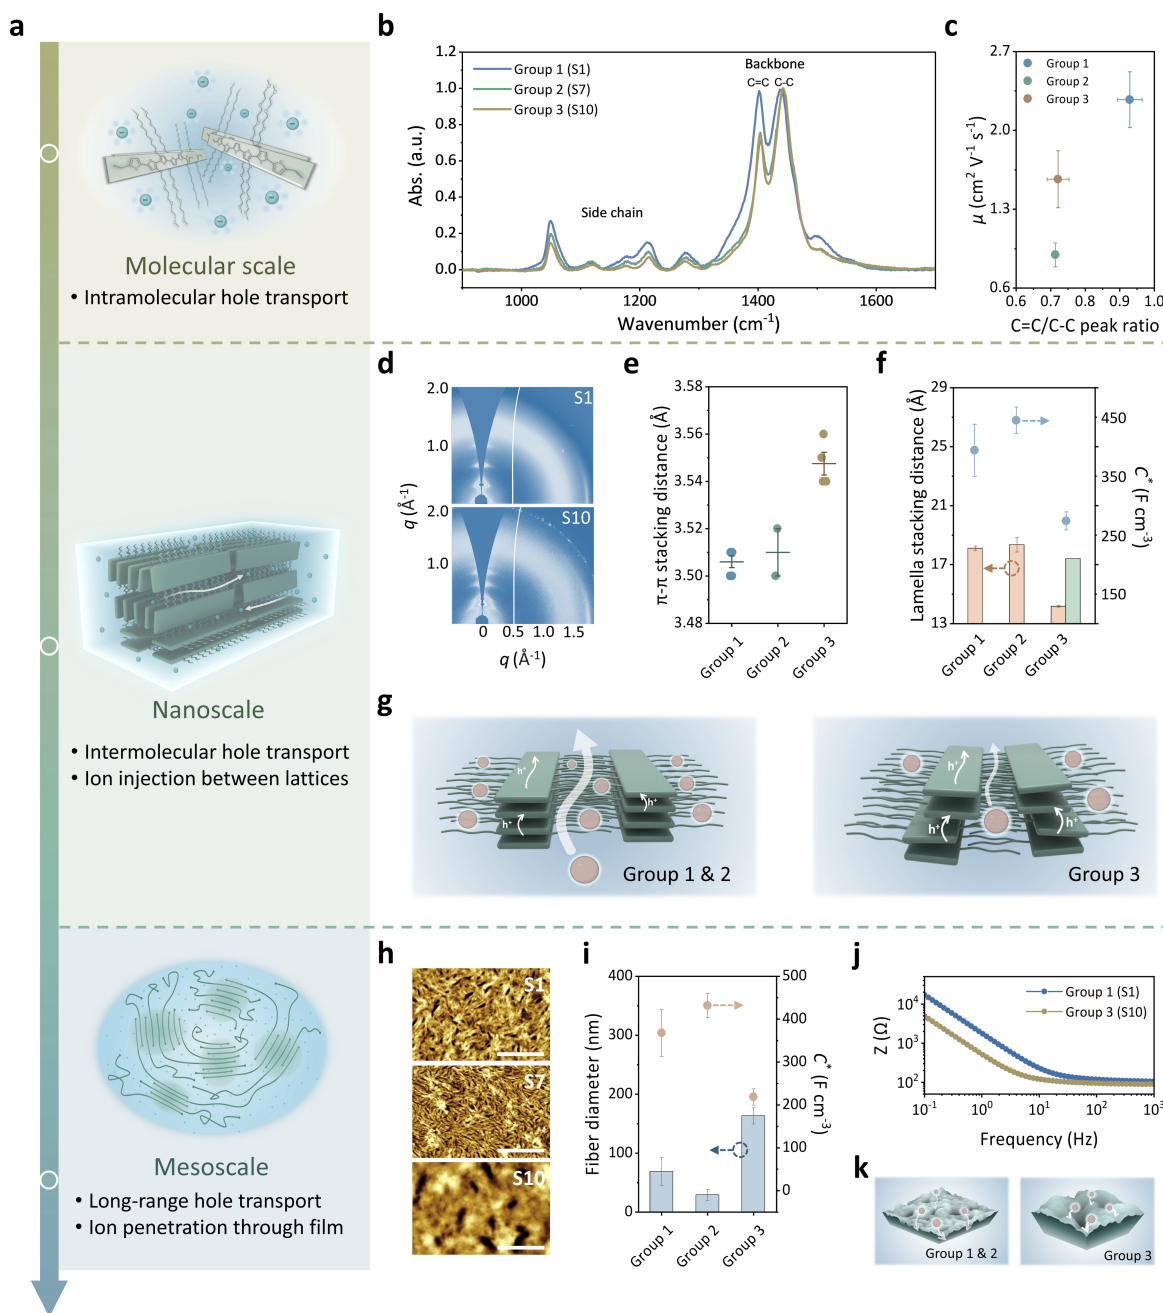 a
Molecular scale
• Intramolecular hole transport
Nanoscale
• Intermolecular hole transport
• Ion injection between lattices
Mesoscale
• Long-range hole transport
• Ion penetration through film
b
1.2
1.0
0.8
0.6
0.4
0.2
0.0
Abs. (a.u.)
Group 1 (S1)
Group 2 (S7)
Group 3 (S10)
Backbone
C=C C-C
Side chain
1000 1200 1400 1600
Wavenumber (cm⁻¹)
c
2.7
2.0
1.3
0.6
μ (cm² V⁻¹ s⁻¹)
Group 1
Group 2
Group 3
0.6 0.7 0.8 0.9 1.0
C=C/C-C peak ratio
d
2.0
1.0
S1
2.0
1.0
S10
q (Å⁻¹)
0 0.5 1.0 1.5
q (Å⁻¹)
e
3.58
3.56
3.54
3.52
3.50
3.48
π-π stacking distance (Å)
Group 1 Group 2 Group 3
f
29
25
21
17
13
Lamella stacking distance (Å)
450
350
250
150
C* (F cm⁻³)
Group 1 Group 2 Group 3
g
h⁺
h⁺
h⁺
Group 1 & 2
h⁺
h⁺
h⁺
Group 3
h
S1
S7
S10
i
400
300
200
100
0
Fiber diameter (nm)
500
400
300
200
100
0
C* (F cm⁻³)
Group 1 Group 2 Group 3
j
10⁴
10³
10²
Z (Ω)
Group 1 (S1)
Group 3 (S10)
10⁻¹ 10⁰ 10¹ 10² 10³
Frequency (Hz)
k
Group 1 & 2
Group 3